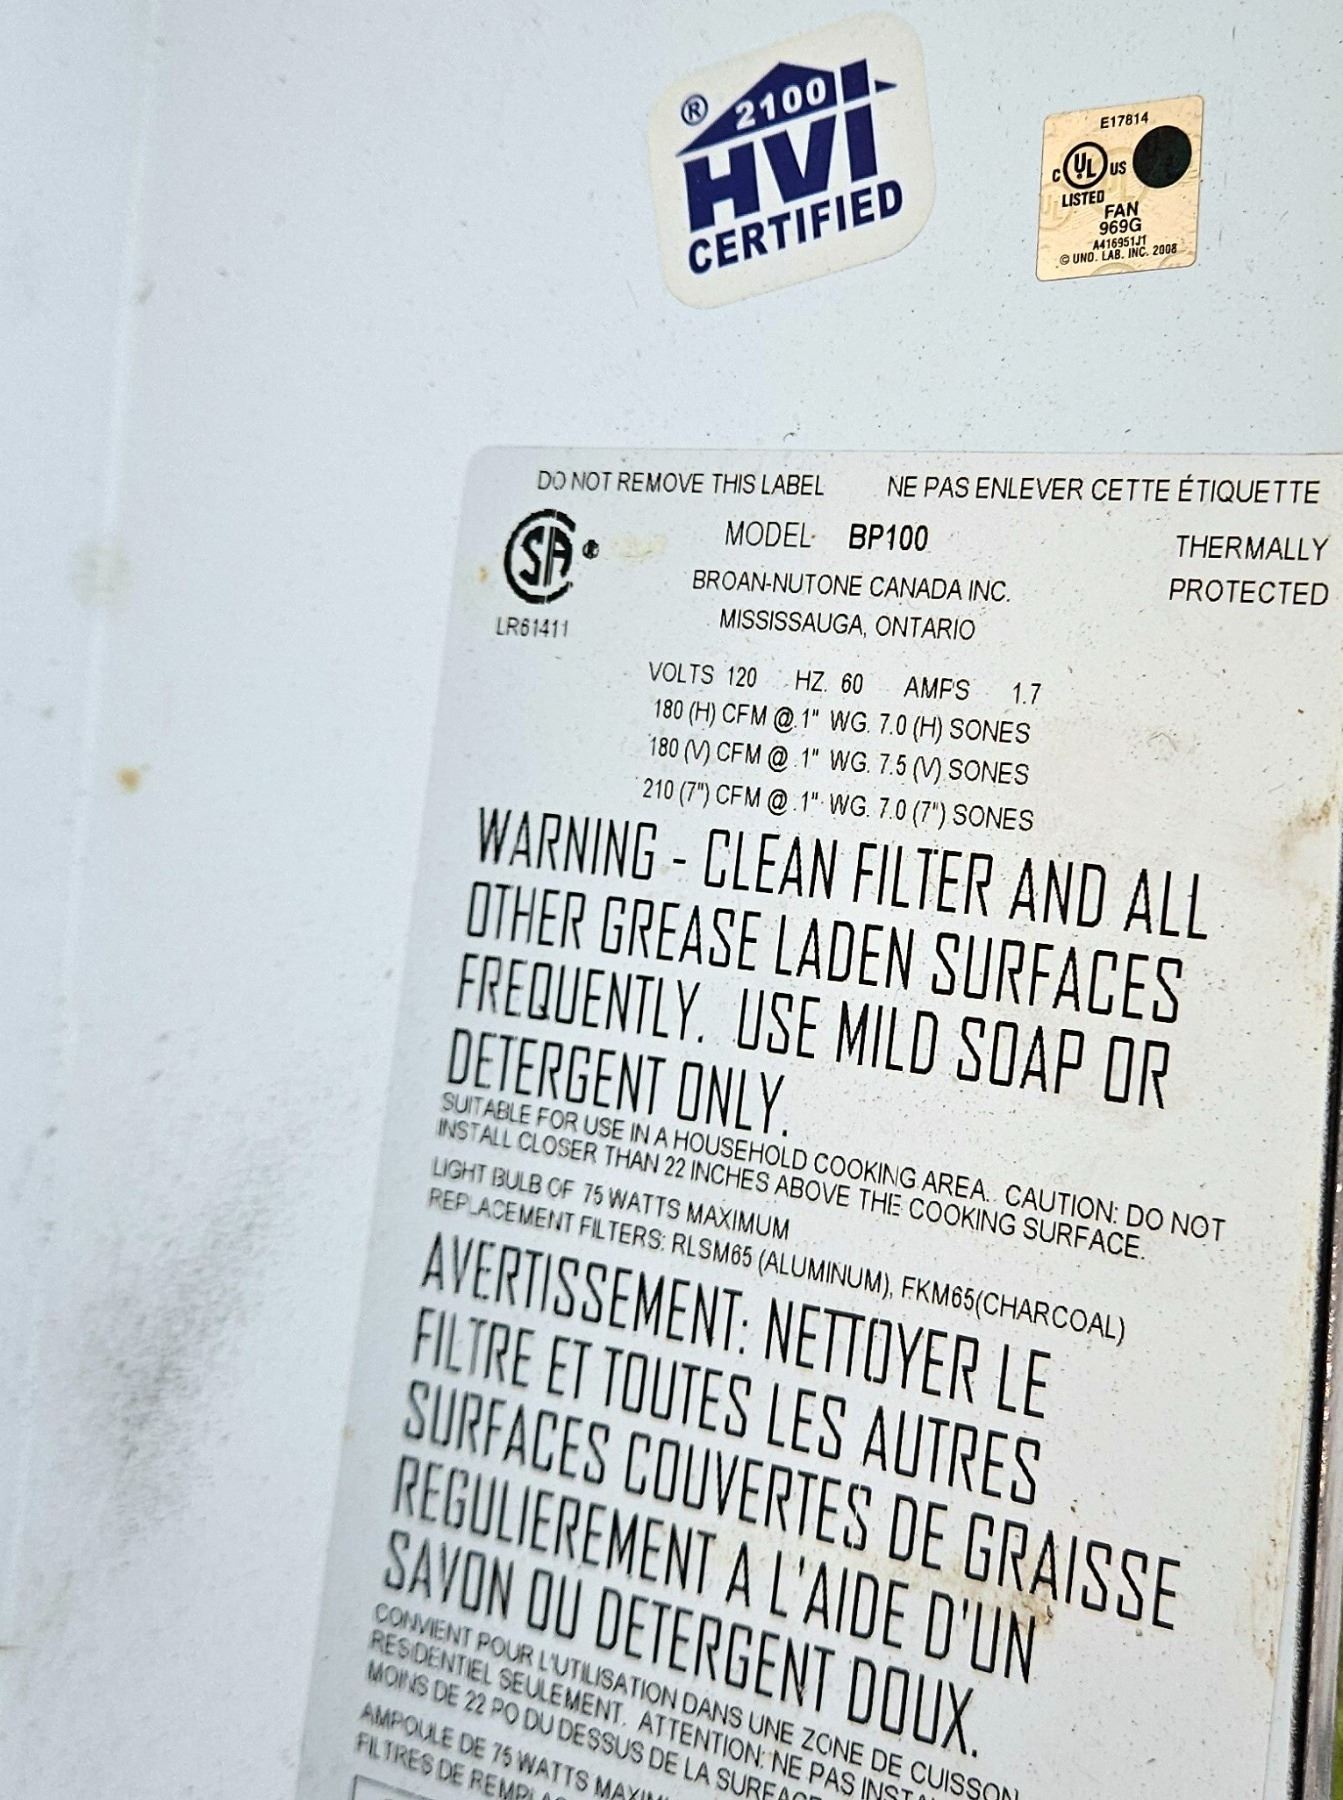 ® 2100
HVI
CERTIFIED
E17814
C UL US
LISTED
FAN
969G
A416951J1
© UND. LAB. INC. 2008
DO NOT REMOVE THIS LABEL NE PAS ENLEVER CETTE ÉTIQUETTE
SA ®
LR61411
MODEL BP100
THERMALLY
PROTECTED
BROAN-NUTONE CANADA INC.
MISSISSAUGA, ONTARIO
VOLTS 120 HZ. 60 AMPS 1.7
180 (H) CFM @ .1" WG. 7.0 (H) SONES
180 (V) CFM @ .1" WG. 7.5 (V) SONES
210 (7") CFM @ .1" WG. 7.0 (7") SONES
WARNING - CLEAN FILTER AND ALL
OTHER GREASE LADEN SURFACES
FREQUENTLY. USE MILD SOAP OR
DETERGENT ONLY.
SUITABLE FOR USE IN A HOUSEHOLD COOKING AREA. CAUTION: DO NOT
INSTALL CLOSER THAN 22 INCHES ABOVE THE COOKING SURFACE.
LIGHT BULB OF 75 WATTS MAXIMUM
REPLACEMENT FILTERS: RLSM65 (ALUMINUM), FKM65(CHARCOAL)
AVERTISSEMENT: NETTOYER LE
FILTRE ET TOUTES LES AUTRES
SURFACES COUVERTES DE GRAISSE
REGULIEREMENT A L'AIDE D'UN
SAVON OU DETERGENT DOUX.
CONVIENT POUR L'UTILISATION DANS UNE ZONE DE CUISSON
RESIDENTIEL SEULEMENT. ATTENTION: NE PAS
MOINS DE 22 PO DU DESSUS DE LA
AMPOULE DE 75 WATTS
FILTRES DE